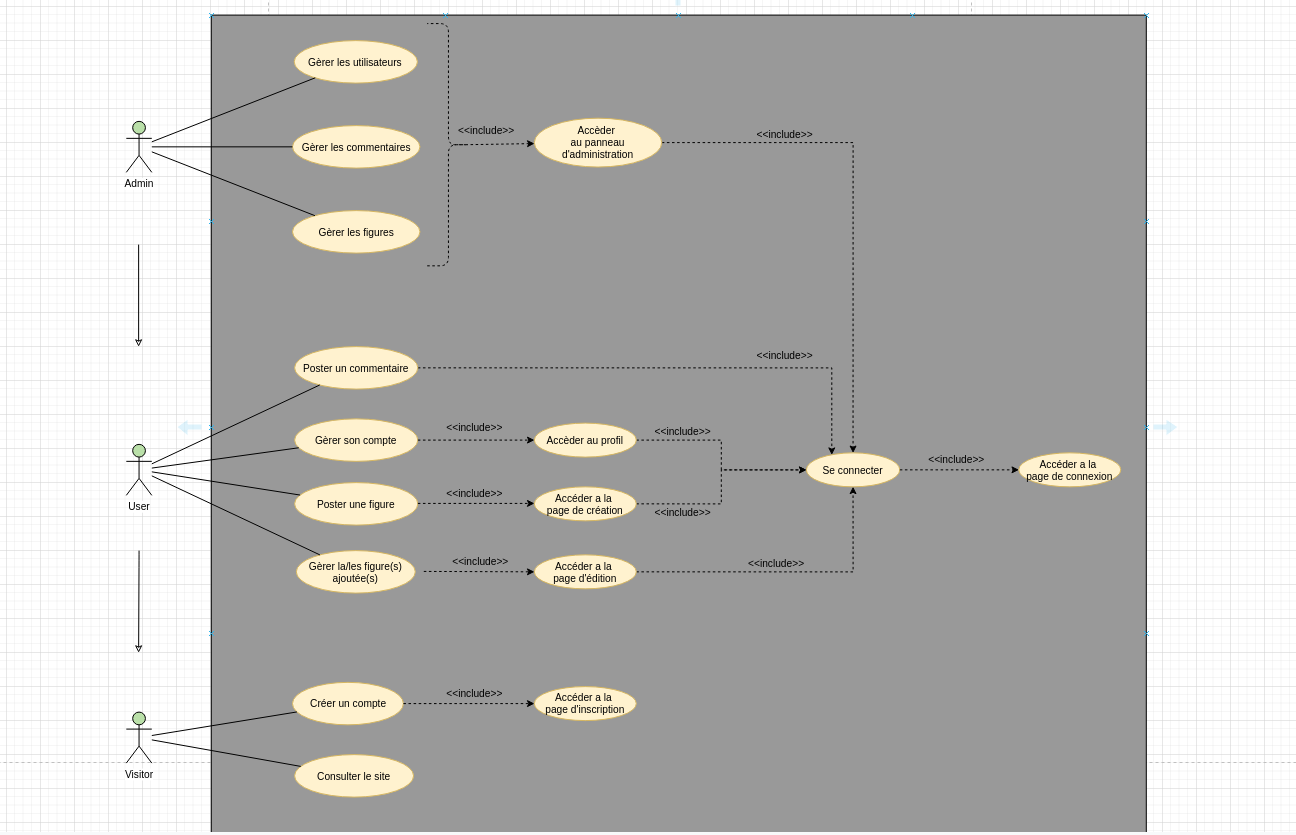 Gèrer les utilisateurs
<<include>>
Accèder
au panneau
d'administration
<<include>>
Gèrer les commentaires
Admin
Gèrer les figures
<<include>>
Poster un commentaire
Gèrer son compte
<<include>>
Accèder au profil
<<include>>
Se connecter
<<include>>
Accéder a la
page de connexion
User
Poster une figure
<<include>>
Accéder a la
page de création
<<include>>
Gèrer la/les figure(s)
ajoutée(s)
<<include>>
Accéder a la
page d'édition
<<include>>
Créer un compte
<<include>>
Accéder a la
page d'inscription
Visitor
Consulter le site